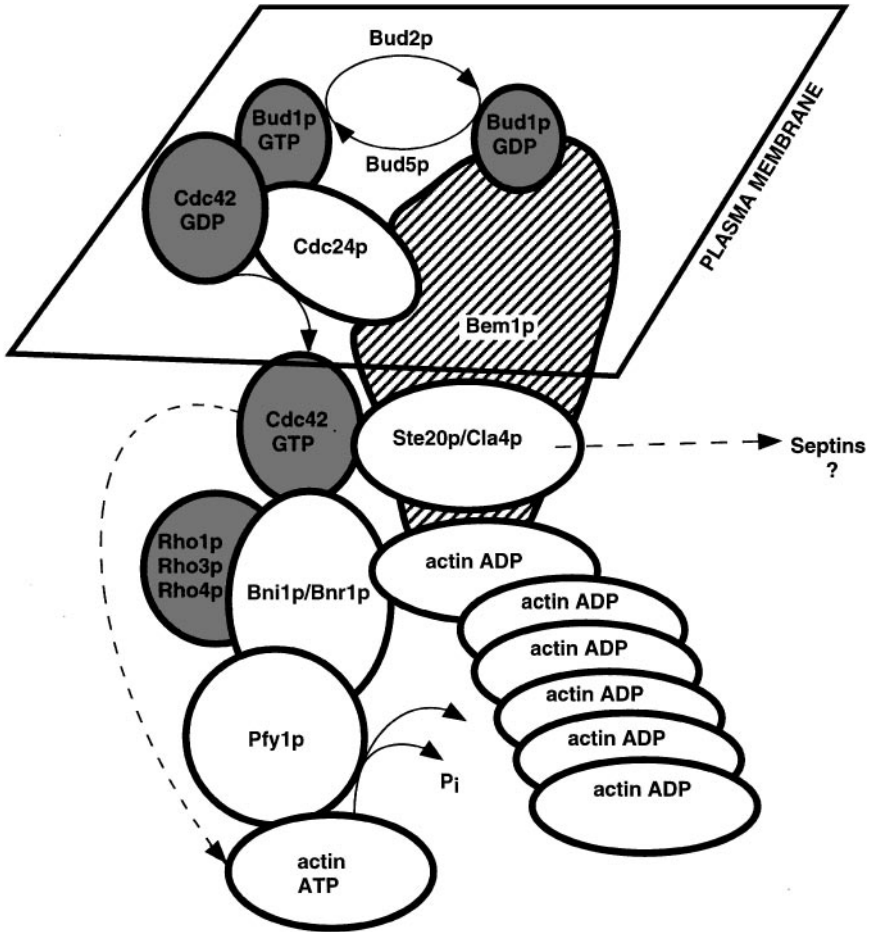 Bud2p
Bud1p
GTP
Bud5p
Bud1p
GDP
PLASMA MEMBRANE
Cdc42
GDP
Cdc24p
Bem1p
Cdc42
GTP
Ste20p/Cla4p
Septins
?
Rho1p
Rho3p
Rho4p
Bni1p/Bnr1p
actin ADP
actin ADP
actin ADP
actin ADP
actin ADP
actin ADP
Pfy1p
Pi
actin
ATP